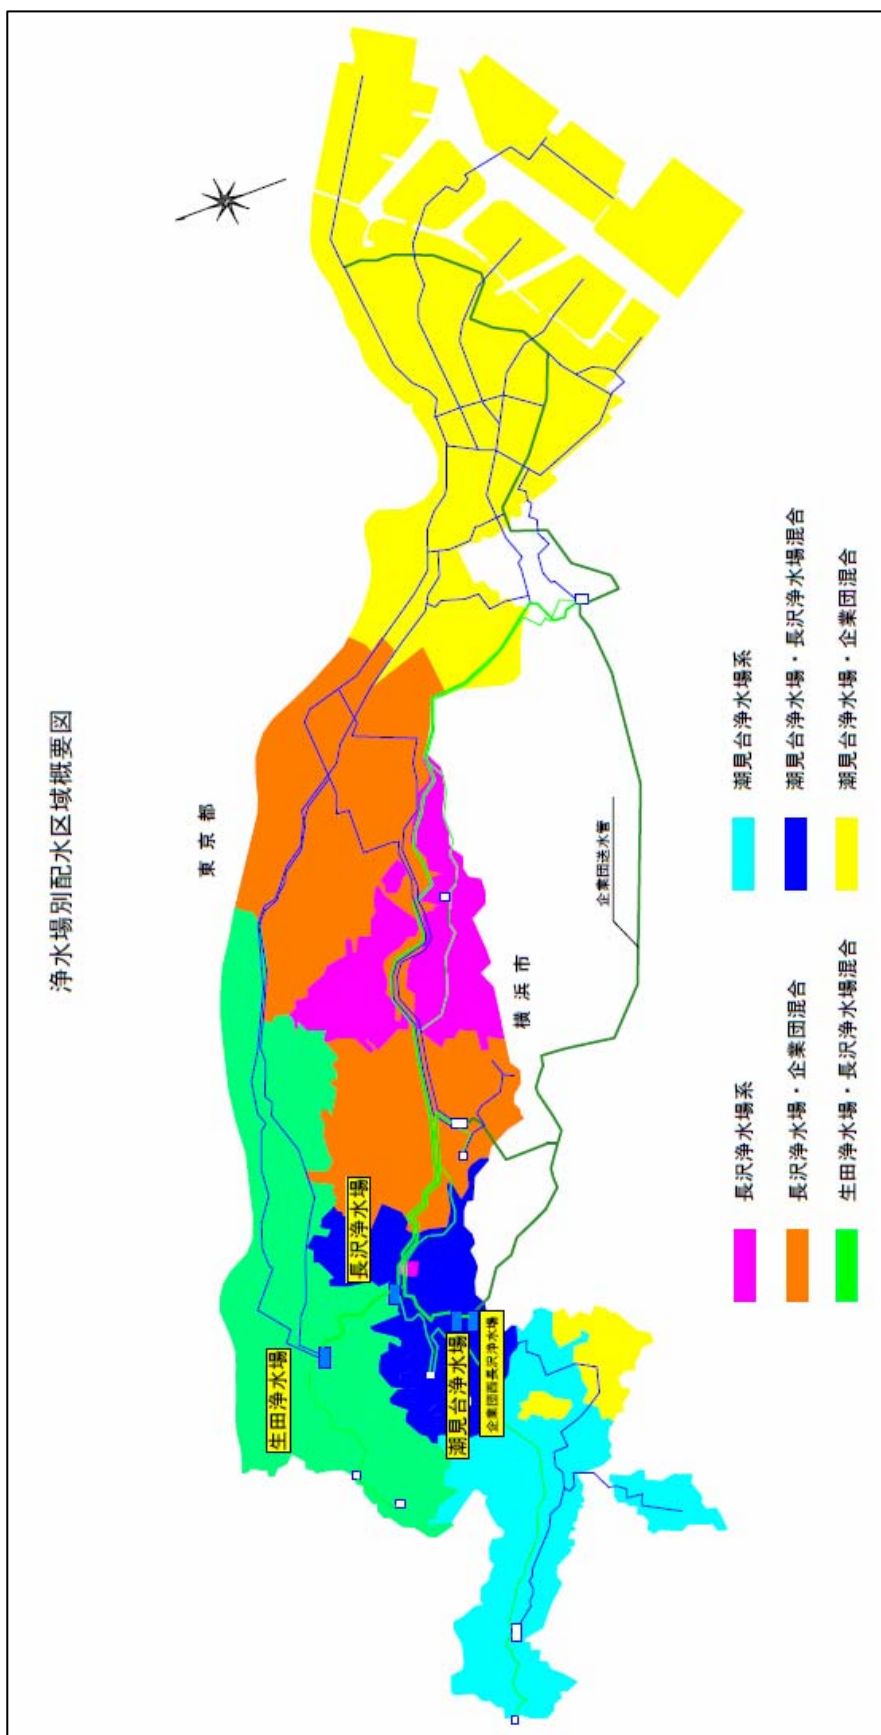 浄水場別配水区域概要図
東京都
横浜市
長沢浄水場
生田浄水場
潮見台浄水場
企業団西長沢浄水場
企業団送水管
長沢浄水場系
潮見台浄水場系
長沢浄水場・企業団混合
潮見台浄水場・長沢浄水場混合
生田浄水場・長沢浄水場混合
潮見台浄水場・企業団混合